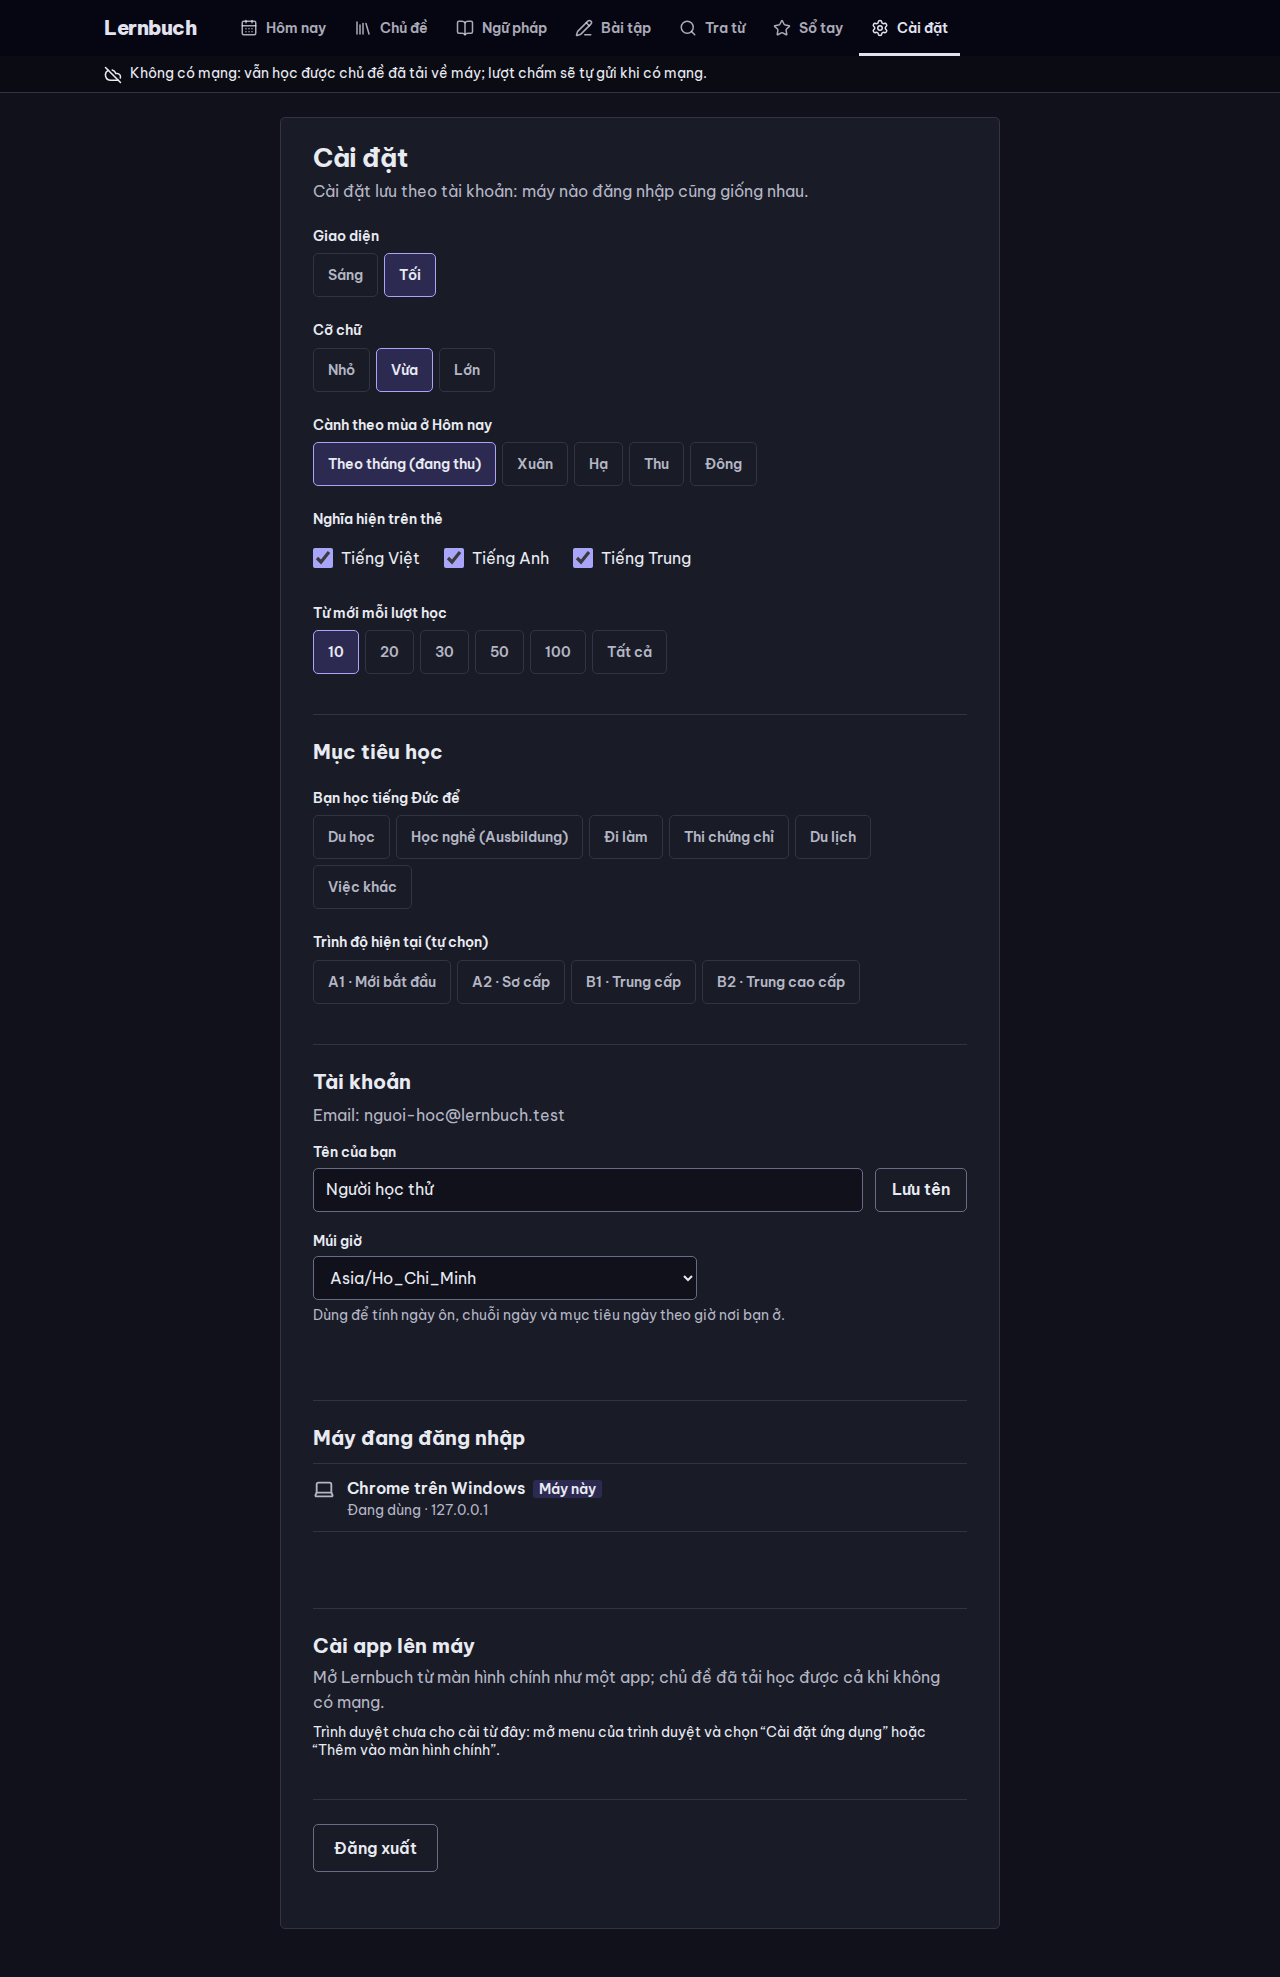 Lernbuch
Hôm nay
Chủ đề
Ngữ pháp
Bài tập
Tra từ
Sổ tay
Cài đặt
Không có mạng: vẫn học được chủ đề đã tải về máy; lượt chấm sẽ tự gửi khi có mạng.
Cài đặt
Cài đặt lưu theo tài khoản: máy nào đăng nhập cũng giống nhau.
Giao diện
Sáng
Tối
Cỡ chữ
Nhỏ
Vừa
Lớn
Cành theo mùa ở Hôm nay
Theo tháng (đang thu)
Xuân
Hạ
Thu
Đông
Nghĩa hiện trên thẻ
Tiếng Việt
Tiếng Anh
Tiếng Trung
Từ mới mỗi lượt học
10
20
30
50
100
Tất cả
Mục tiêu học
Bạn học tiếng Đức để
Du học
Học nghề (Ausbildung)
Đi làm
Thi chứng chỉ
Du lịch
Việc khác
Trình độ hiện tại (tự chọn)
A1 · Mới bắt đầu
A2 · Sơ cấp
B1 · Trung cấp
B2 · Trung cao cấp
Tài khoản
Email: nguoi-hoc@lernbuch.test
Tên của bạn
Người học thử
Lưu tên
Múi giờ
Asia/Ho_Chi_Minh
Dùng để tính ngày ôn, chuỗi ngày và mục tiêu ngày theo giờ nơi bạn ở.
Máy đang đăng nhập
Chrome trên Windows
Máy này
Đang dùng · 127.0.0.1
Cài app lên máy
Mở Lernbuch từ màn hình chính như một app; chủ đề đã tải học được cả khi không
có mạng.
Trình duyệt chưa cho cài từ đây: mở menu của trình duyệt và chọn “Cài đặt ứng dụng” hoặc
“Thêm vào màn hình chính”.
Đăng xuất